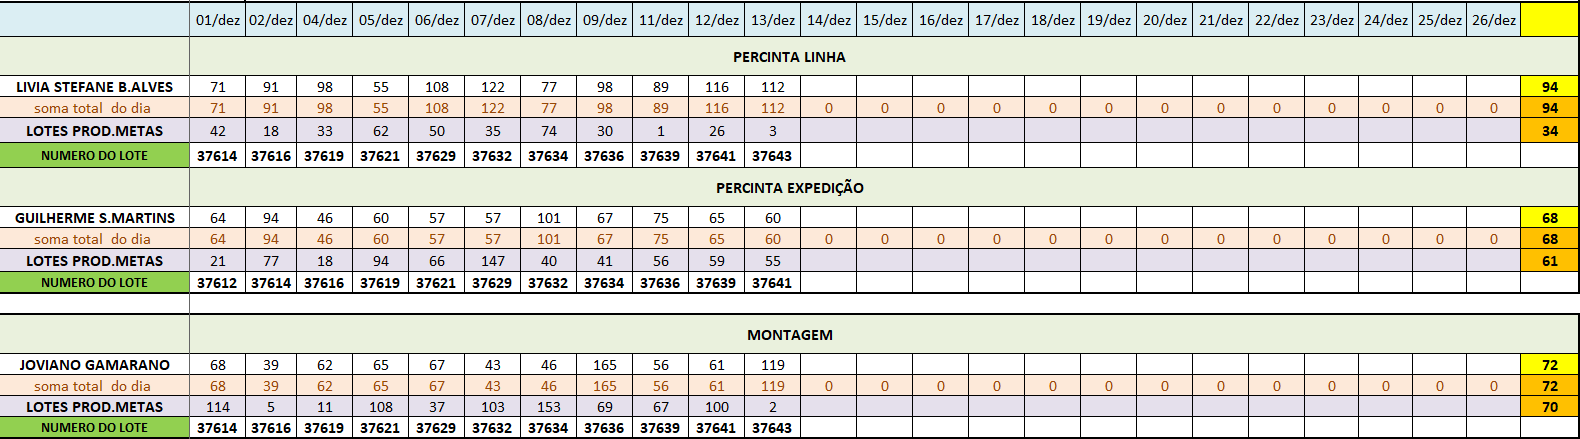 01/dez 02/dez 04/dez 05/dez 06/dez 07/dez 08/dez 09/dez 11/dez 12/dez 13/dez 14/dez 15/dez 16/dez 17/dez 18/dez 19/dez 20/dez 21/dez 22/dez 23/dez 24/dez 25/dez 26/dez
PERCINTA LINHA
LIVIA STEFANE B.ALVES 71 91 98 55 108 122 77 98 89 116 112 94
soma total do dia 71 91 98 55 108 122 77 98 89 116 112 0 0 0 0 0 0 0 0 0 0 0 0 0 94
LOTES PROD.METAS 42 18 33 62 50 35 74 30 1 26 3 34
NUMERO DO LOTE 37614 37616 37619 37621 37629 37632 37634 37636 37639 37641 37643
PERCINTA EXPEDIÇÃO
GUILHERME S.MARTINS 64 94 46 60 57 57 101 67 75 65 60 68
soma total do dia 64 94 46 60 57 57 101 67 75 65 60 0 0 0 0 0 0 0 0 0 0 0 0 0 68
LOTES PROD.METAS 21 77 18 94 66 147 40 41 56 59 55 61
NUMERO DO LOTE 37612 37614 37616 37619 37621 37629 37632 37634 37636 37639 37641
MONTAGEM
JOVIANO GAMARANO 68 39 62 65 67 43 46 165 56 61 119 72
soma total do dia 68 39 62 65 67 43 46 165 56 61 119 0 0 0 0 0 0 0 0 0 0 0 0 0 72
LOTES PROD.METAS 114 5 11 108 37 103 153 69 67 100 2 70
NUMERO DO LOTE 37614 37616 37619 37621 37629 37632 37634 37636 37639 37641 37643